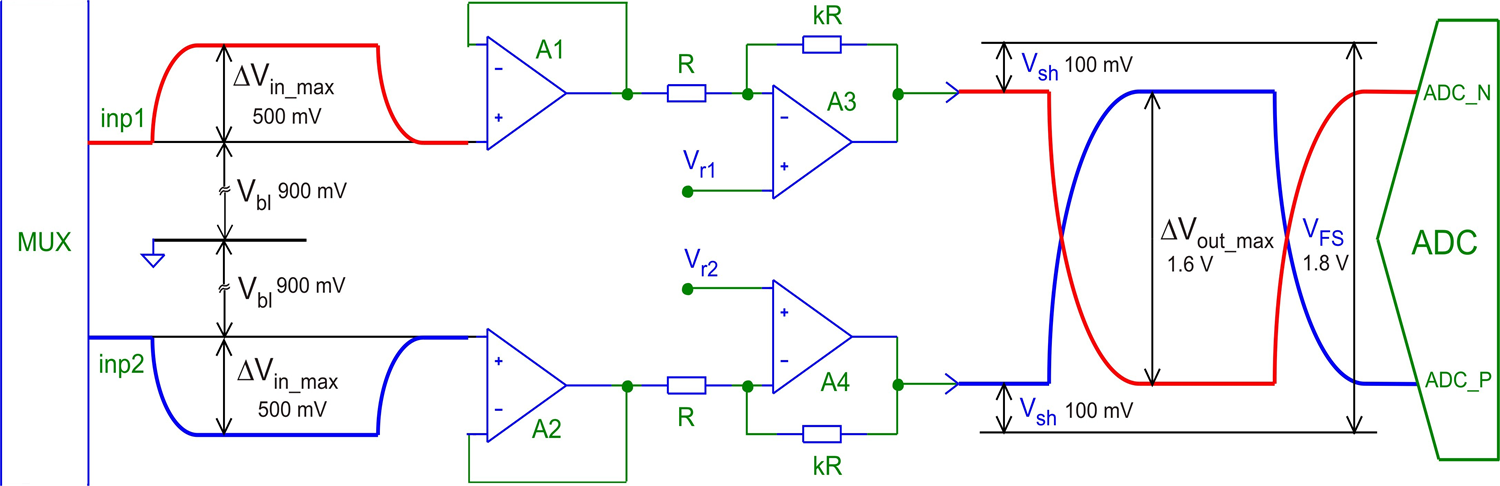 MUX
inp1
ΔVin_max
500 mV
Vbl 900 mV
Vbl 900 mV
inp2
ΔVin_max
500 mV
A1
−
+
R
kR
A3
−
+
Vr1
Vr2
+
−
A4
+
−
A2
R
kR
Vsh 100 mV
ΔVout_max
1.6 V
VFS
1.8 V
Vsh 100 mV
ADC_N
ADC
ADC_P